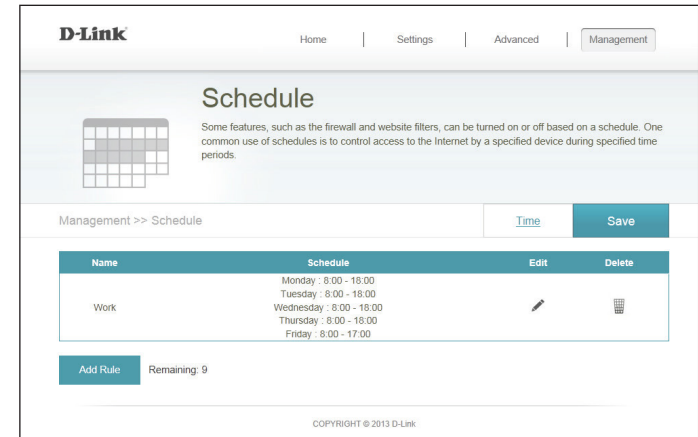 D-Link
Home | Settings | Advanced | Management
Schedule
Some features, such as the firewall and website filters, can be turned on or off based on a schedule. One
common use of schedules is to control access to the Internet by a specified device during specified time
periods.
Management >> Schedule
Time
Save
Name Schedule Edit Delete
Monday : 8:00 - 18:00
Tuesday : 8:00 - 18:00
Work Wednesday : 8:00 - 18:00
Thursday : 8:00 - 18:00
Friday : 8:00 - 17:00
Add Rule Remaining: 9
COPYRIGHT © 2013 D-Link